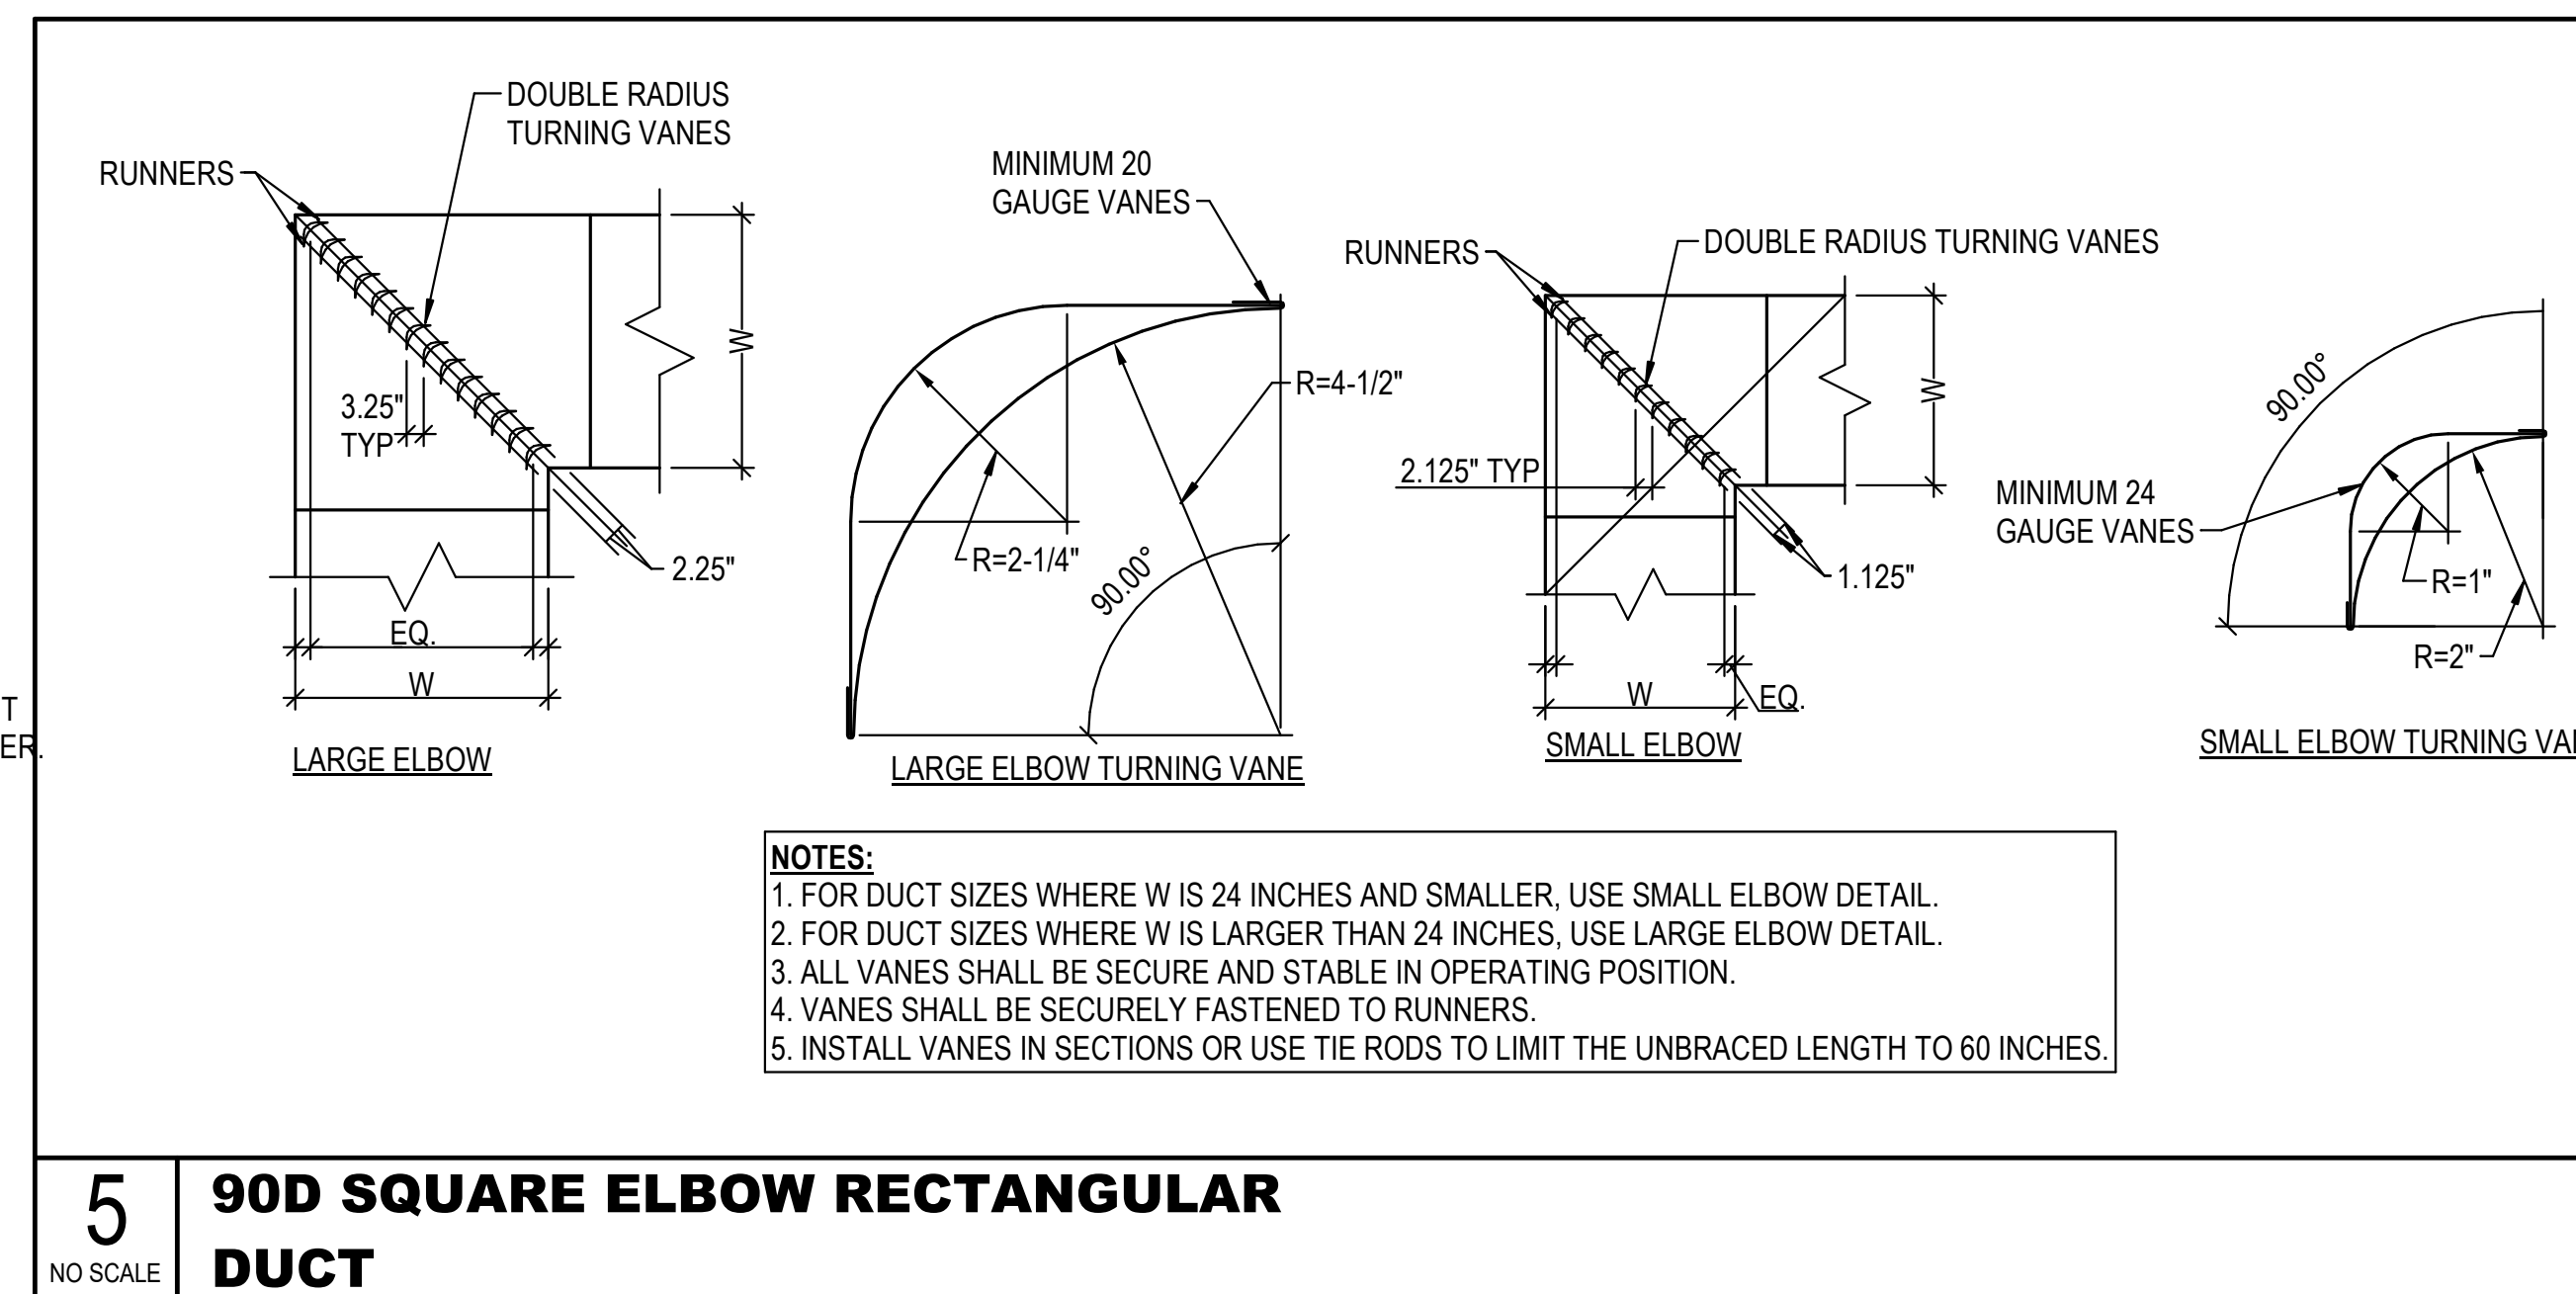 DOUBLE RADIUS
TURNING VANES
RUNNERS
3.25"
TYP
W
2.25"
EQ.
W
LARGE ELBOW
MINIMUM 20
GAUGE VANES
R=4-1/2"
R=2-1/4"
90.00°
LARGE ELBOW TURNING VANE
RUNNERS
DOUBLE RADIUS TURNING VANES
W
2.125" TYP
1.125"
W
EQ.
SMALL ELBOW
90.00°
MINIMUM 24
GAUGE VANES
R=1"
R=2"
SMALL ELBOW TURNING
T
ER.
NOTES:
1. FOR DUCT SIZES WHERE W IS 24 INCHES AND SMALLER, USE SMALL ELBOW DETAIL.
2. FOR DUCT SIZES WHERE W IS LARGER THAN 24 INCHES, USE LARGE ELBOW DETAIL.
3. ALL VANES SHALL BE SECURE AND STABLE IN OPERATING POSITION.
4. VANES SHALL BE SECURELY FASTENED TO RUNNERS.
5. INSTALL VANES IN SECTIONS OR USE TIE RODS TO LIMIT THE UNBRACED LENGTH TO 60 INCHES.
5
NO SCALE
90D SQUARE ELBOW RECTANGULAR
DUCT